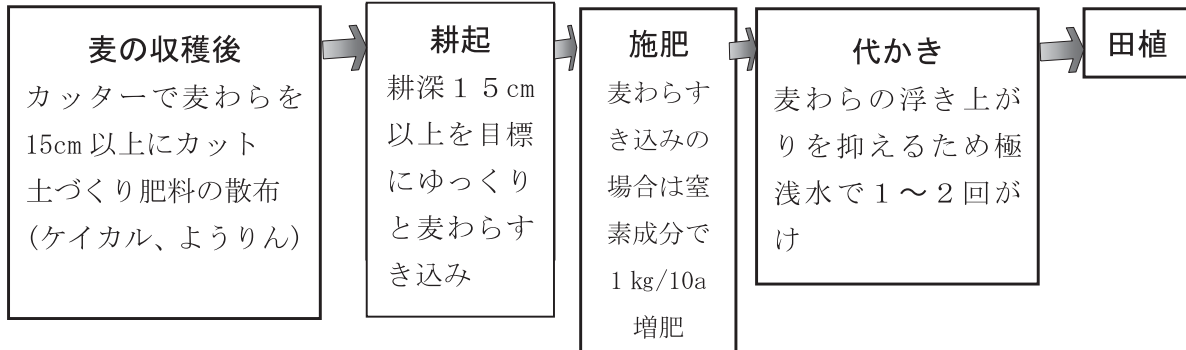 麦の収穫後
カッターで麦わらを
15cm 以上にカット
土づくり肥料の散布
(ケイカル、ようりん)
耕起
耕深１５cm
以上を目標
にゆっくり
と麦わらす
き込み
施肥
麦わらす
き込みの
場合は窒
素成分で
1 kg/10a
増肥
代かき
麦わらの浮き上が
りを抑えるため極
浅水で１～２回が
け
田植